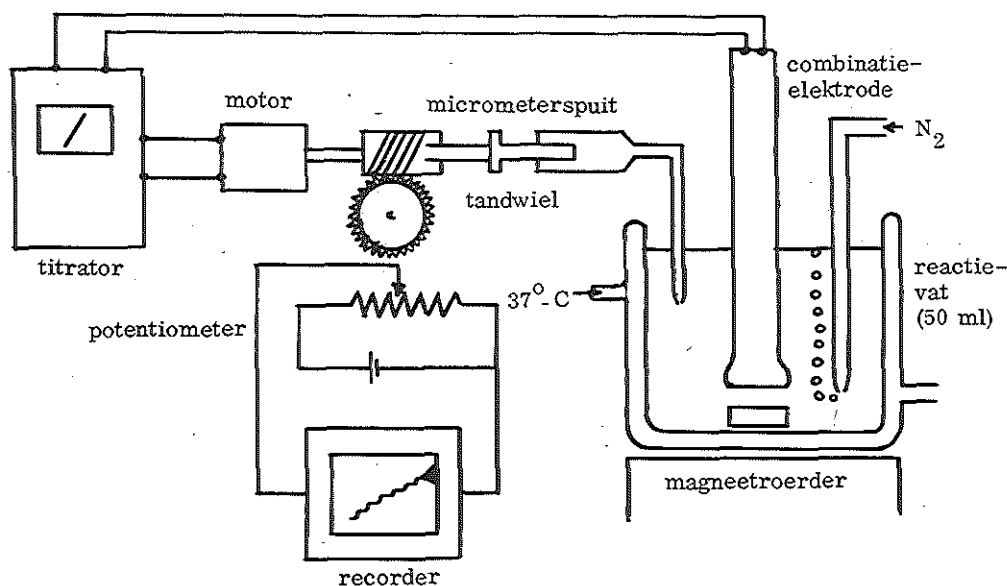 combinatie-
elektrode
motor
micrometerspuit
N2
tandwiel
titrator
37°-C
reactie-
vat
(50 ml)
potentiometer
magneetroerder
recorder